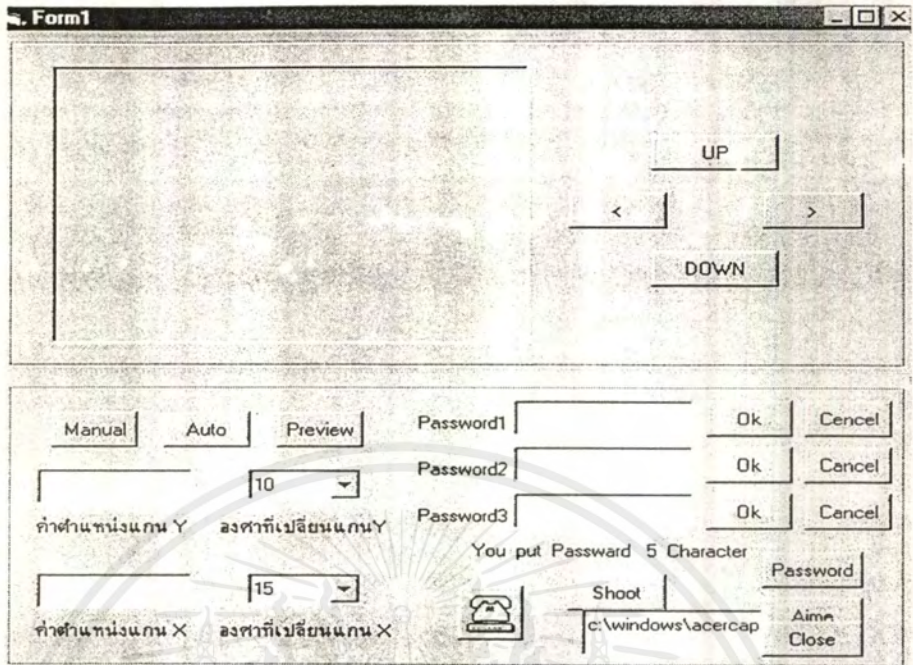 Form1
UP
< >
DOWN
Manual Auto Preview
Password1 Ok Cencel
Password2 Ok Cancel
Password3 Ok Cancel
10
ค่าตำแหน่งแกน Y องศาที่เปลี่ยนแกนY
You put Passward 5 Character
Password
15
Shoot
c:\windows\acercap
Aime
Close
ค่าตำแหน่งแกน X องศาที่เปลี่ยนแกน X